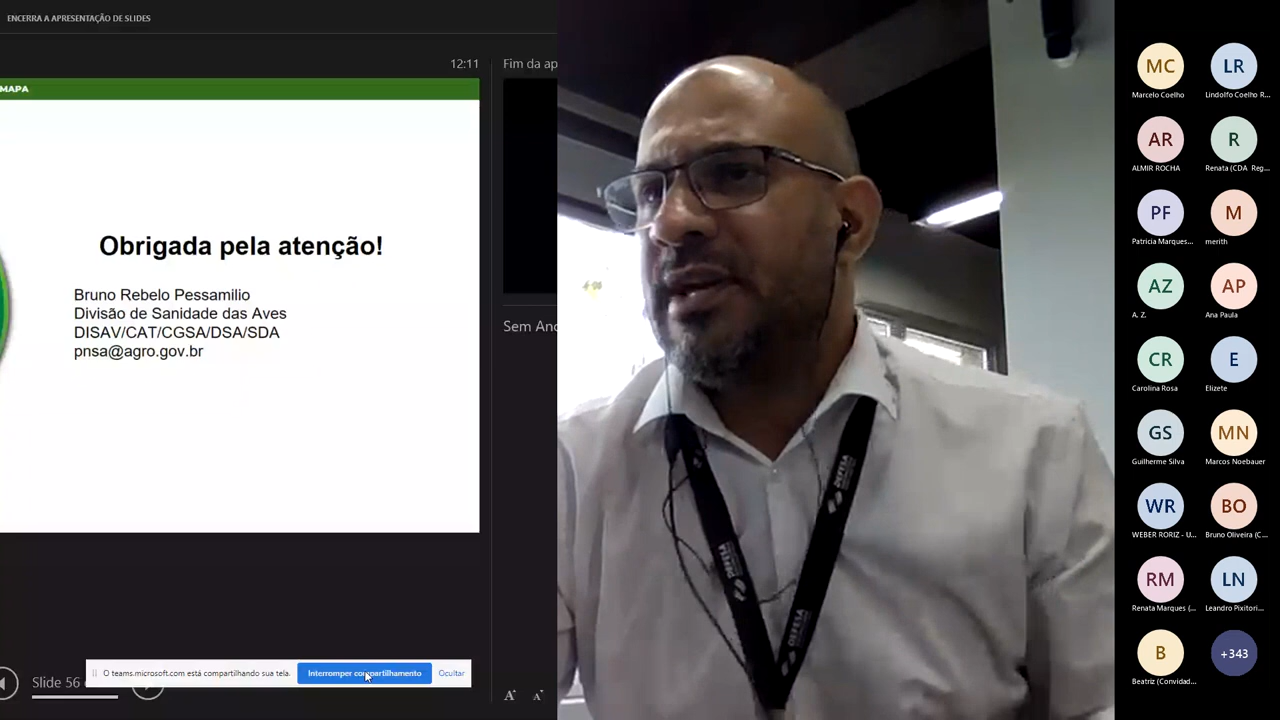 ENCERRA A APRESENTAÇÃO DE SLIDES
12:11
Fim da ap
MAPA
Obrigada pela atenção!
Bruno Rebelo Pessamilio
Divisão de Sanidade das Aves
DISAV/CAT/CGSA/DSA/SDA
pnsa@agro.gov.br
Sem Ano
O teams.microsoft.com está compartilhando sua tela.
Interromper compartilhamento
Ocultar
Slide 56
DEFESA
DEFESA
MC
LR
Marcelo Coelho
Lindolfo Coelho R...
AR
R
ALMIR ROCHA
Renata (CDA Reg...
PF
M
Patricia Marques...
merith
AZ
AP
A. Z.
Ana Paula
CR
E
Carolina Rosa
Elizete
GS
MN
Guilherme Silva
Marcos Noebauer
WR
BO
WEBER RORIZ - U...
Bruno Oliveira (C...
RM
LN
Renata Marques (...
Leandro Pixitori...
B
+343
Beatriz (Convidad...